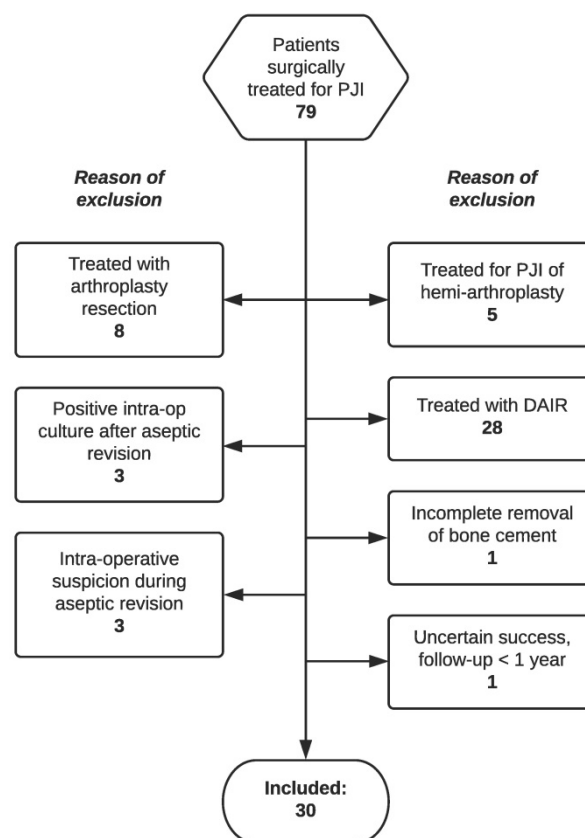 Patients
surgically
treated for PJI
79
Reason of
exclusion
Treated with
arthroplasty
resection
8
Positive intra-op
culture after aseptic
revision
3
Intra-operative
suspicion during
aseptic revision
3
Reason of
exclusion
Treated for PJI of
hemi-arthroplasty
5
Treated with DAIR
28
Incomplete removal
of bone cement
1
Uncertain success,
follow-up < 1 year
1
Included:
30